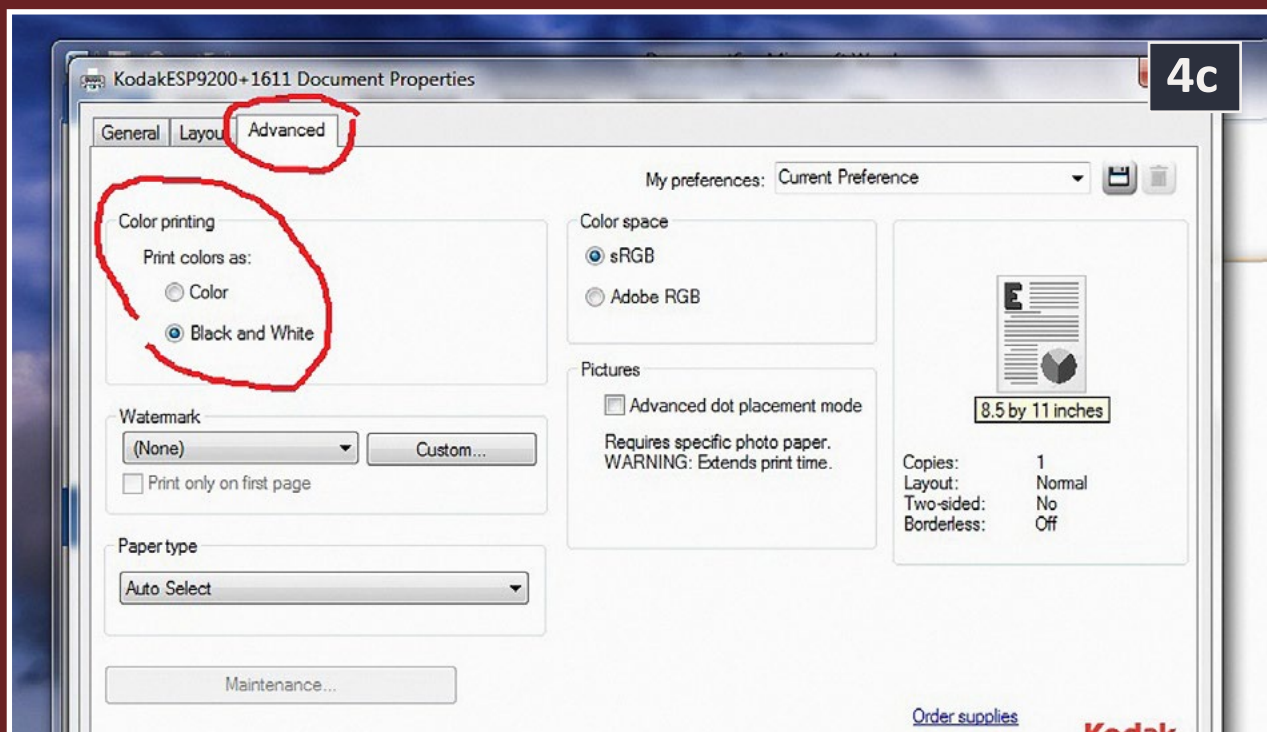 4c
KodakESP9200+1611 Document Properties
General Layou Advanced
My preferences: Current Preference
Color printing
Print colors as:
Color
Black and White
Watermark
(None) Custom...
Print only on first page
Paper type
Auto Select
Maintenance...
Color space
sRGB
Adobe RGB
Pictures
Advanced dot placement mode
Requires specific photo paper.
WARNING: Extends print time.
E
8.5 by 11 inches
Copies: 1
Layout: Normal
Two-sided: No
Borderless: Off
Order supplies
Kodak